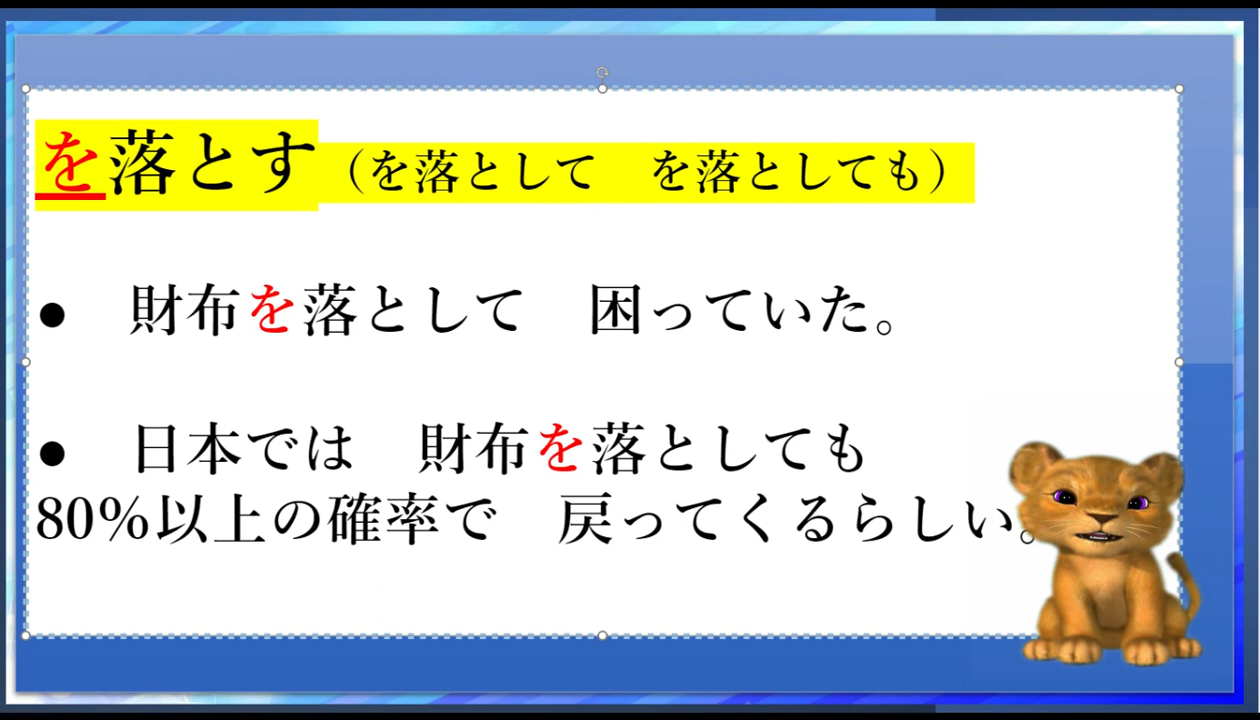 を落とす（を落として　を落としても）
●　財布を落として　困っていた。
●　日本では　財布を落としても
80%以上の確率で　戻ってくるらしい。